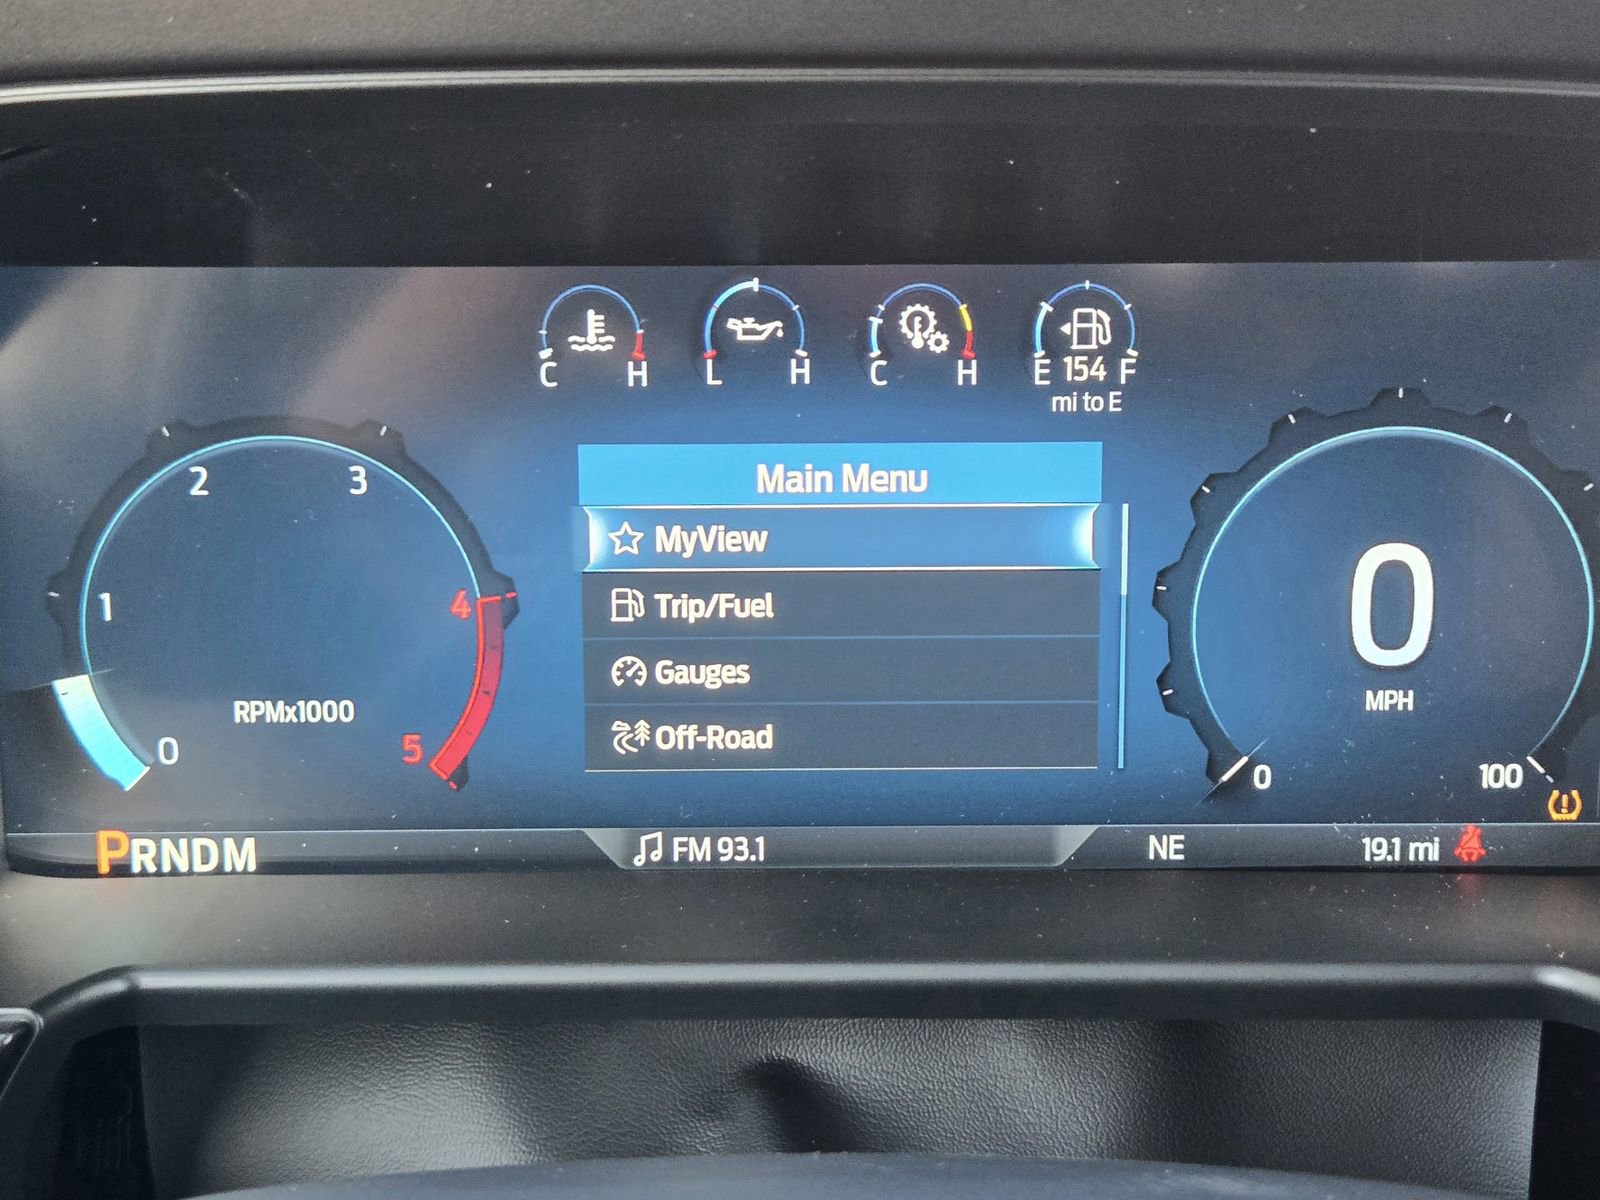 C H
L H
C H
E 154 F
mi to E
Main Menu
MyView
Trip/Fuel
Gauges
Off-Road
0
1
2
3
4
5
RPMx1000
0
MPH
0
100
PRNDM
FM 93.1
NE
19.1 mi